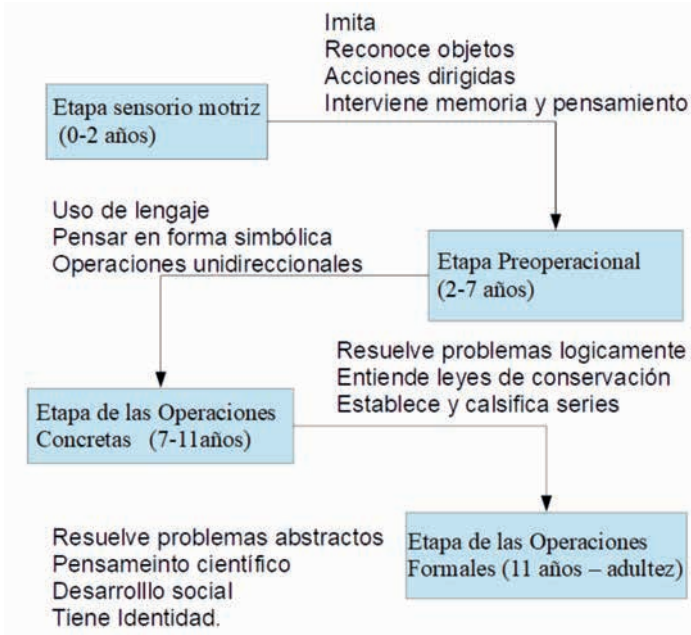 Imita
Reconoce objetos
Acciones dirigidas
Interviene memoria y pensamiento
Etapa sensorio motriz
(0-2 años)
Uso de lengaje
Pensar en forma simbólica
Operaciones unidireccionales
Etapa Preoperacional
(2-7 años)
Resuelve problemas logicamente
Entiende leyes de conservación
Establece y calsifica series
Etapa de las Operaciones
Concretas (7-11años)
Resuelve problemas abstractos
Pensameinto científico
Desarrolllo social
Tiene Identidad.
Etapa de las Operaciones
Formales (11 años – adultez)